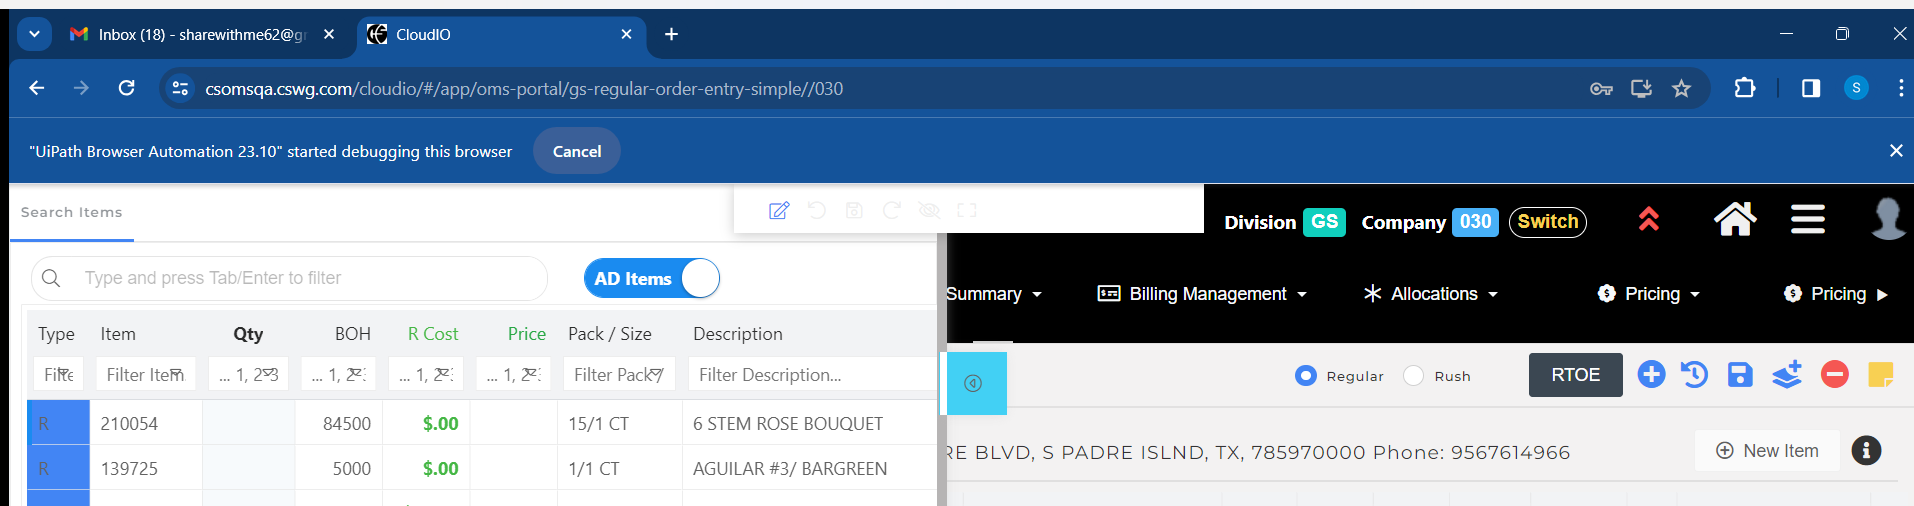 Inbox (18) - sharewithme62@gr
CloudIO
csomsqa.cswg.com/cloudio/#/app/oms-portal/gs-regular-order-entry-simple//030
S
"UiPath Browser Automation 23.10" started debugging this browser
Cancel
Search Items
Division GS Company 030 Switch
Type and press Tab/Enter to filter
AD Items
Summary
Billing Management
Allocations
Pricing
Pricing
Type Item Qty BOH R Cost Price Pack / Size Description
Filte Filter Item. ... 1, 2-3 ... 1, 2-: ... 1, 2-: ... 1, 2-: Filter Pack / Filter Description...
Regular Rush RTOE
R 210054 84500 $.00 15/1 CT 6 STEM ROSE BOUQUET
R 139725 5000 $.00 1/1 CT AGUILAR #3/ BARGREEN
RE BLVD, S PADRE ISLND, TX, 785970000 Phone: 9567614966
New Item